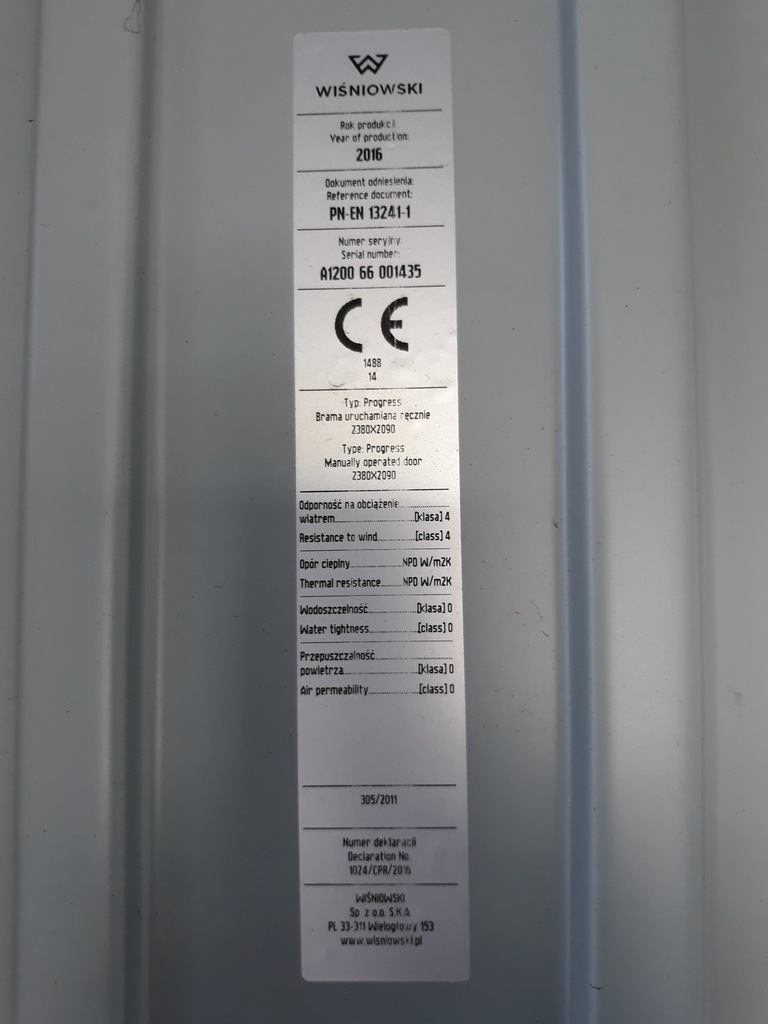 WIŚNIOWSKI
Rok produkcji:
Year of production:
2016
Dokument odniesienia:
Reference document:
PN-EN 13241-1
Numer seryjny:
Serial number:
A1200 66 001435
CE
1488
14
Typ: Progress
Brama uruchamiana ręcznie
2380X2090
Type: Progress
Manually operated door
2380X2090
Odporność na obciążenie
wiatrem [klasa] 4
Resistance to wind [class] 4
Opór cieplny NPD W/m2K
Thermal resistance NPD W/m2K
Wodoszczelność [klasa] 0
Water tightness [class] 0
Przepuszczalność
powietrza [klasa] 0
Air permeability [class] 0
305/2011
Numer deklaracji
Declaration No.
1024/CPR/2016
WIŚNIOWSKI
Sp. z o.o. S.K.A.
PL 33-311 Wielogłowy 153
www.wisniowski.pl